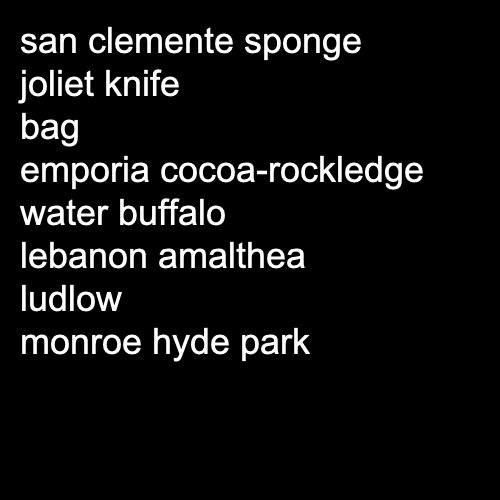 san clemente sponge
joliet knife
bag
emporia cocoa-rockledge
water buffalo
lebanon amalthea
ludlow
monroe hyde park